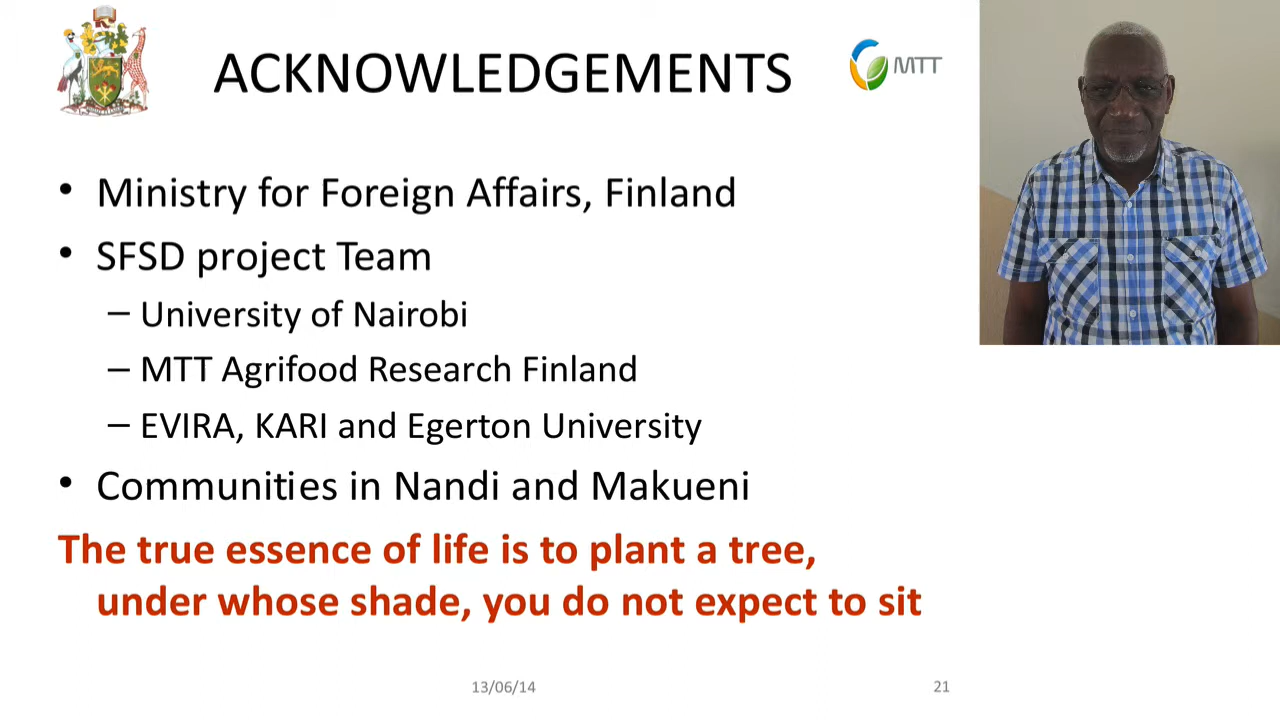 ACKNOWLEDGEMENTS
MTT
• Ministry for Foreign Affairs, Finland
• SFSD project Team
– University of Nairobi
– MTT Agrifood Research Finland
– EVIRA, KARI and Egerton University
• Communities in Nandi and Makueni
The true essence of life is to plant a tree,
under whose shade, you do not expect to sit
13/06/14
21